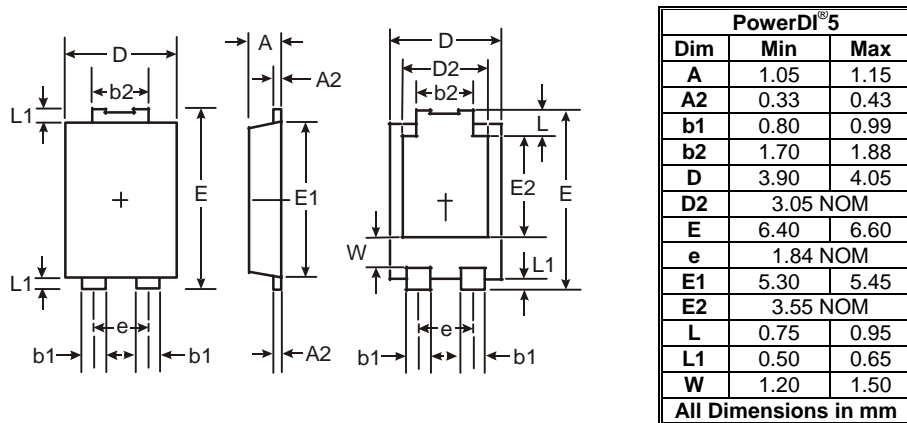 D
b2
L1
E
L1
e
b1
b1
A
A2
E1
A2
D
D2
b2
L
E2
E
W
L1
e
b1
b1
PowerDI®5
Dim Min Max
A 1.05 1.15
A2 0.33 0.43
b1 0.80 0.99
b2 1.70 1.88
D 3.90 4.05
D2 3.05 NOM
E 6.40 6.60
e 1.84 NOM
E1 5.30 5.45
E2 3.55 NOM
L 0.75 0.95
L1 0.50 0.65
W 1.20 1.50
All Dimensions in mm